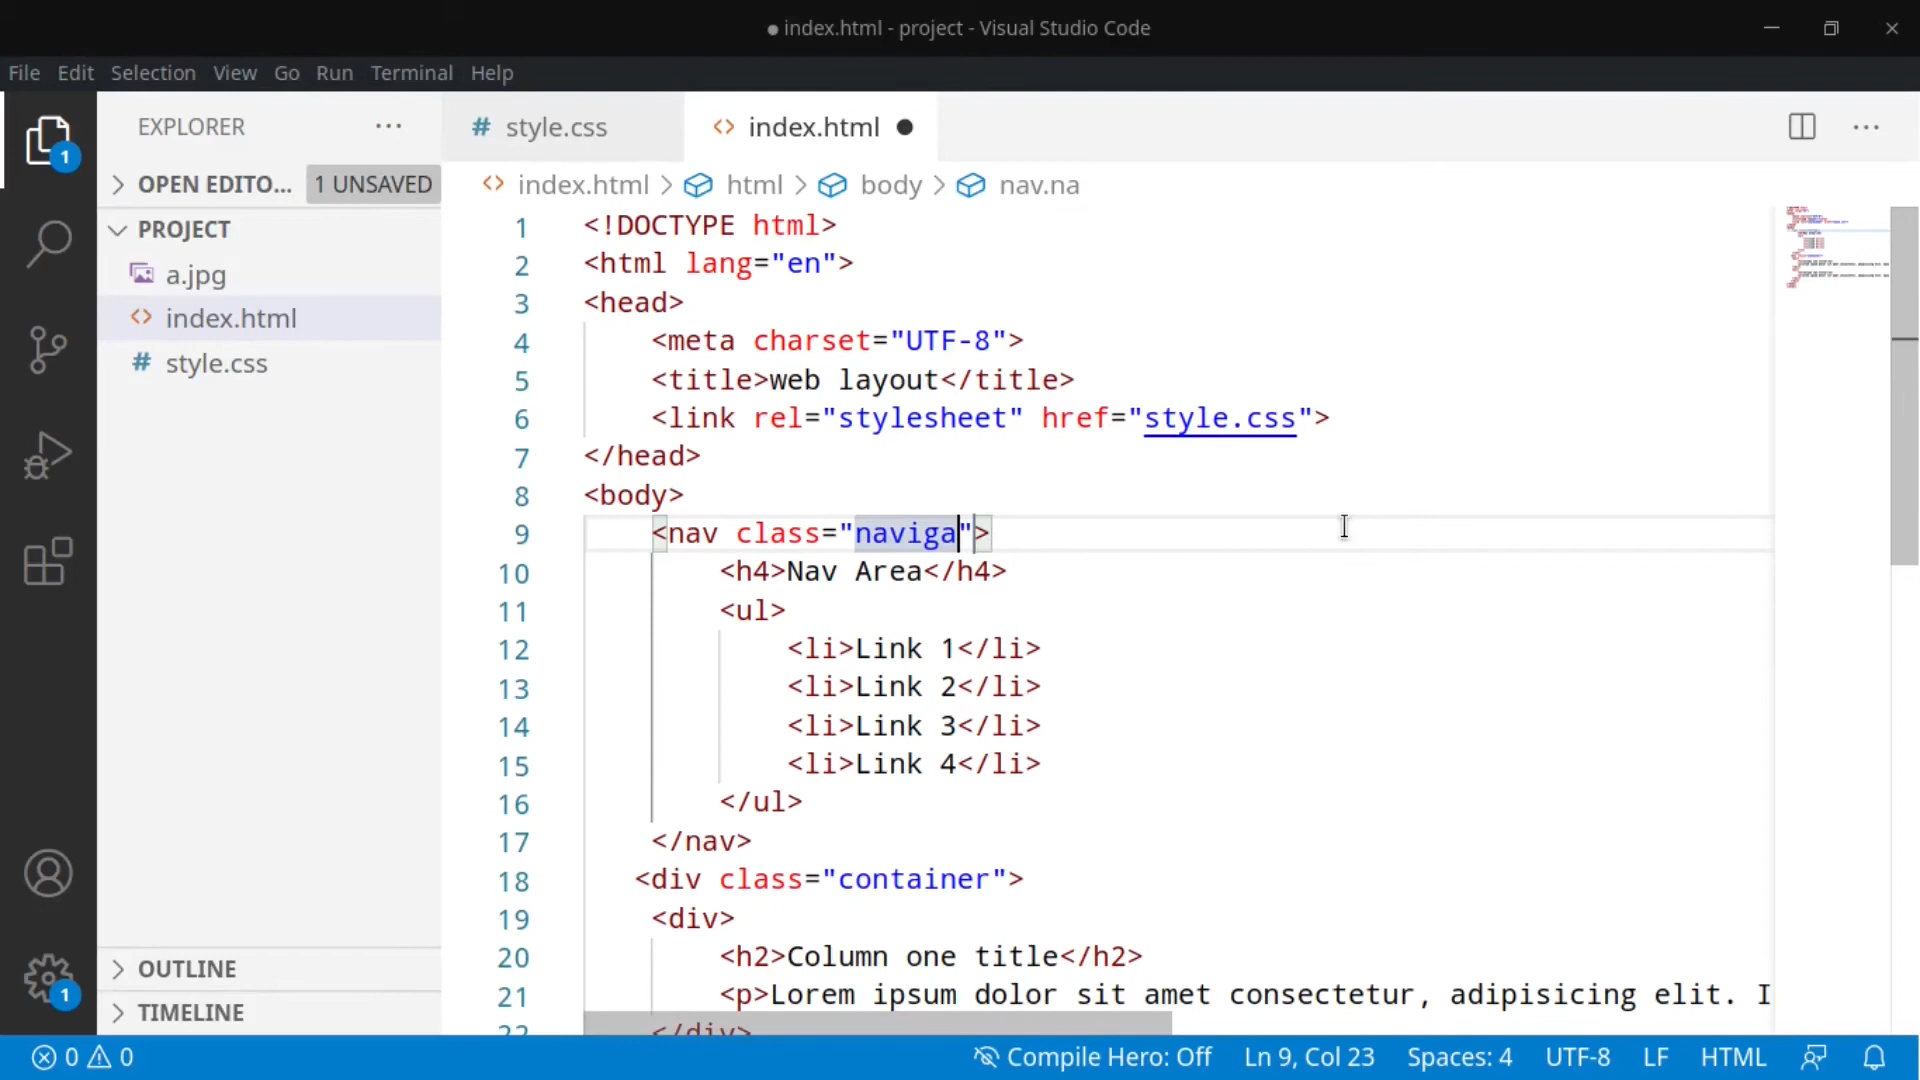 ● index.html - project - Visual Studio Code
File Edit Selection View Go Run Terminal Help
EXPLORER ···
1
OPEN EDITO... 1 UNSAVED
PROJECT
a.jpg
<> index.html
# style.css
OUTLINE
TIMELINE
1
# style.css <> index.html ●
<> index.html > html > body > nav.na
1 <!DOCTYPE html>
2 <html lang="en">
3 <head>
4 <meta charset="UTF-8">
5 <title>web layout</title>
6 <link rel="stylesheet" href="style.css">
7 </head>
8 <body>
9 <nav class="naviga">
10 <h4>Nav Area</h4>
11 <ul>
12 <li>Link 1</li>
13 <li>Link 2</li>
14 <li>Link 3</li>
15 <li>Link 4</li>
16 </ul>
17 </nav>
18 <div class="container">
19 <div>
20 <h2>Column one title</h2>
21 <p>Lorem ipsum dolor sit amet consectetur, adipisicing elit. I
22 </div>
0 0 Compile Hero: Off Ln 9, Col 23 Spaces: 4 UTF-8 LF HTML